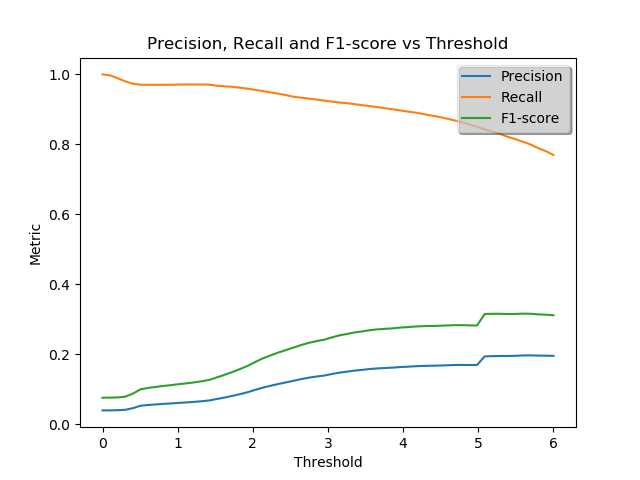 Precision, Recall and F1-score vs Threshold
Precision
Recall
F1-score
1.0
0.8
0.6
0.4
0.2
0.0
Metric
0 1 2 3 4 5 6
Threshold